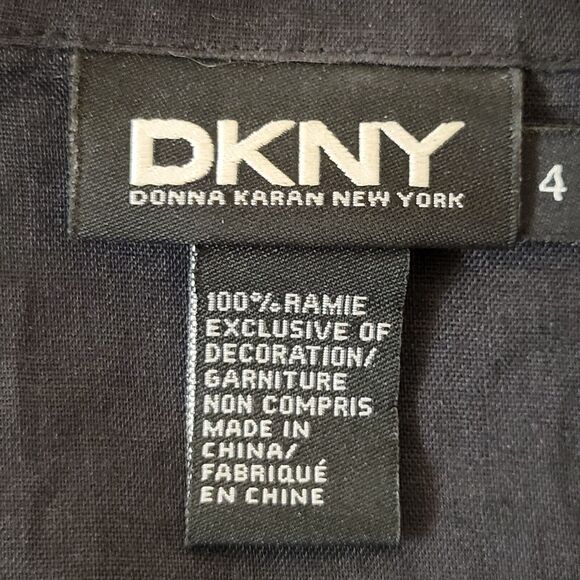 DKNY
DONNA KARAN NEW YORK
4
100% RAMIE
EXCLUSIVE OF
DECORATION/
GARNITURE
NON COMPRIS
MADE IN
CHINA/
FABRIQUÉ
EN CHINE